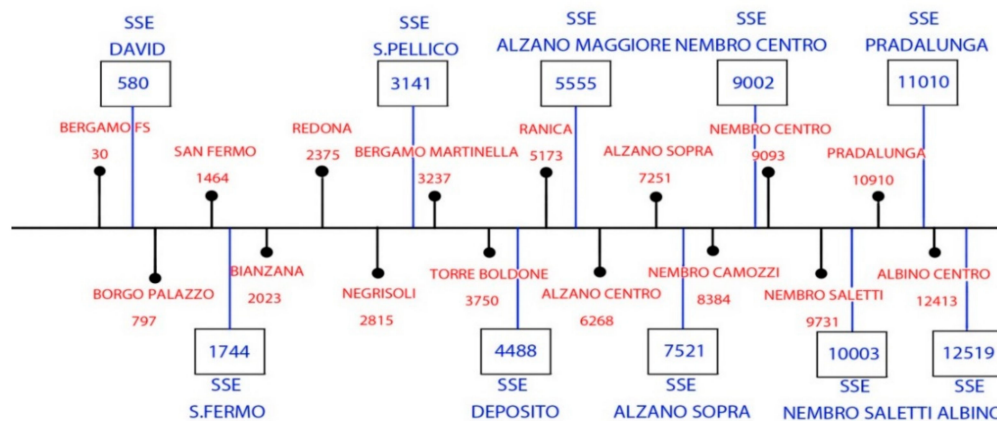 SSE
DAVID
580
SSE
S.PELLICO
3141
SSE
ALZANO MAGGIORE
5555
SSE
NEMBRO CENTRO
9002
SSE
PRADALUNGA
11010
BERGAMO FS
30
SAN FERMO
1464
REDONA
2375
BERGAMO MARTINELLA
3237
RANICA
5173
ALZANO SOPRA
7251
NEMBRO CENTRO
9093
PRADALUNGA
10910
BORGO PALAZZO
797
BIANZANA
2023
NEGRISOLI
2815
TORRE BOLDONE
3750
ALZANO CENTRO
6268
NEMBRO CAMOZZI
8384
NEMBRO SALETTI
9731
ALBINO CENTRO
12413
1744
SSE
S.FERMO
4488
SSE
DEPOSITO
7521
SSE
ALZANO SOPRA
10003
SSE
NEMBRO SALETTI
12519
SSE
ALBINO